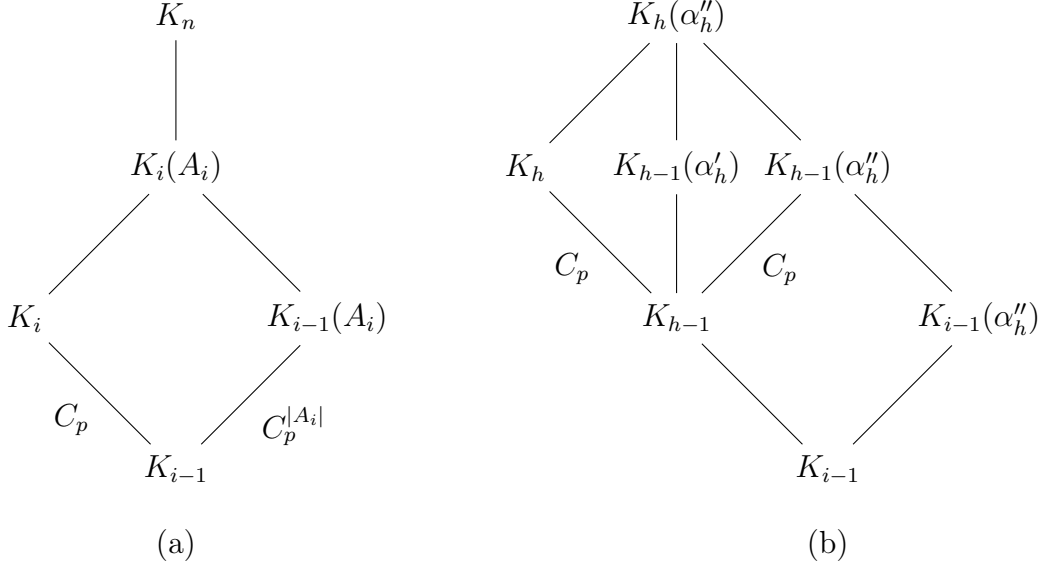 K_n K_h(α''_h)
K_i(A_i) K_h K_{h−1}(α'_h) K_{h−1}(α''_h)
C_p C_p
K_i K_{i−1}(A_i) K_{h−1} K_{i−1}(α''_h)
C_p C_p^{|A_i|}
K_{i−1} K_{i−1}
(a) (b)